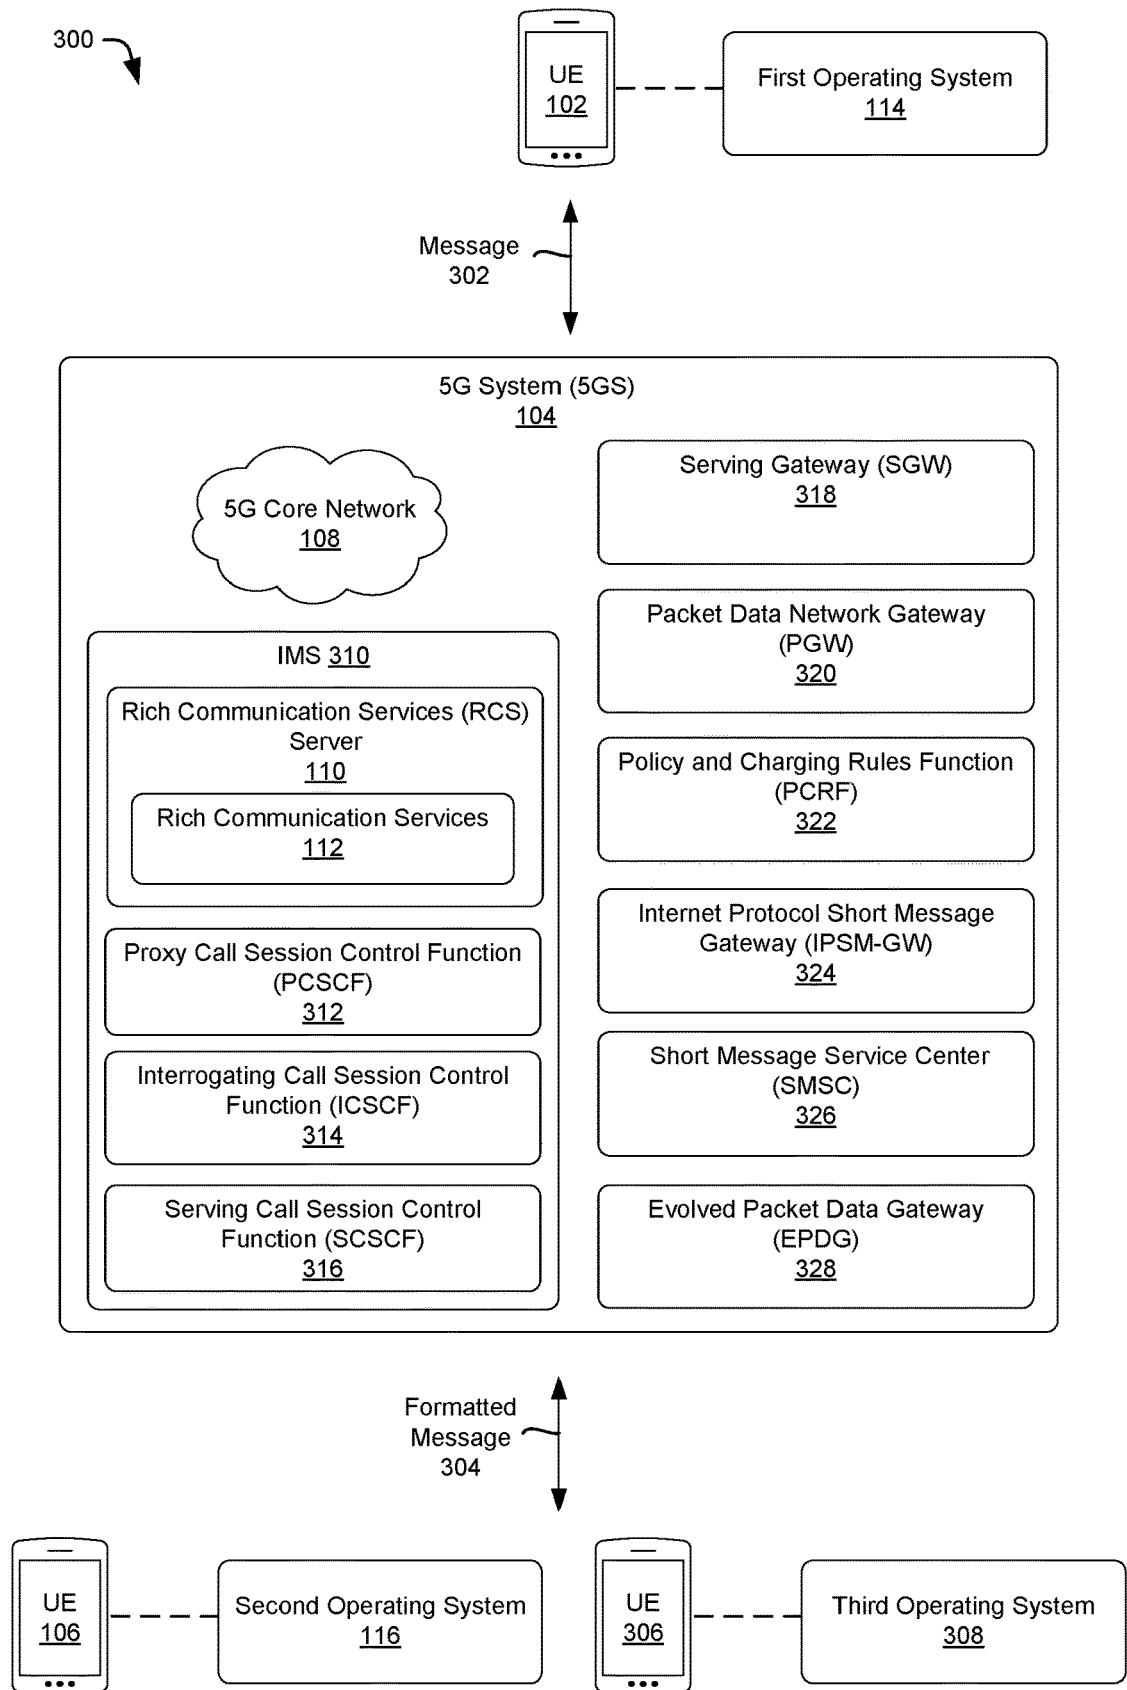 300
UE
102
First Operating System
114
Message
302
5G System (5GS)
104
5G Core Network
108
IMS 310
Rich Communication Services (RCS)
Server
110
Rich Communication Services
112
Proxy Call Session Control Function
(PCSCF)
312
Interrogating Call Session Control
Function (ICSCF)
314
Serving Call Session Control
Function (SCSCF)
316
Serving Gateway (SGW)
318
Packet Data Network Gateway
(PGW)
320
Policy and Charging Rules Function
(PCRF)
322
Internet Protocol Short Message
Gateway (IPSM-GW)
324
Short Message Service Center
(SMSC)
326
Evolved Packet Data Gateway
(EPDG)
328
Formatted
Message
304
UE
106
Second Operating System
116
UE
306
Third Operating System
308